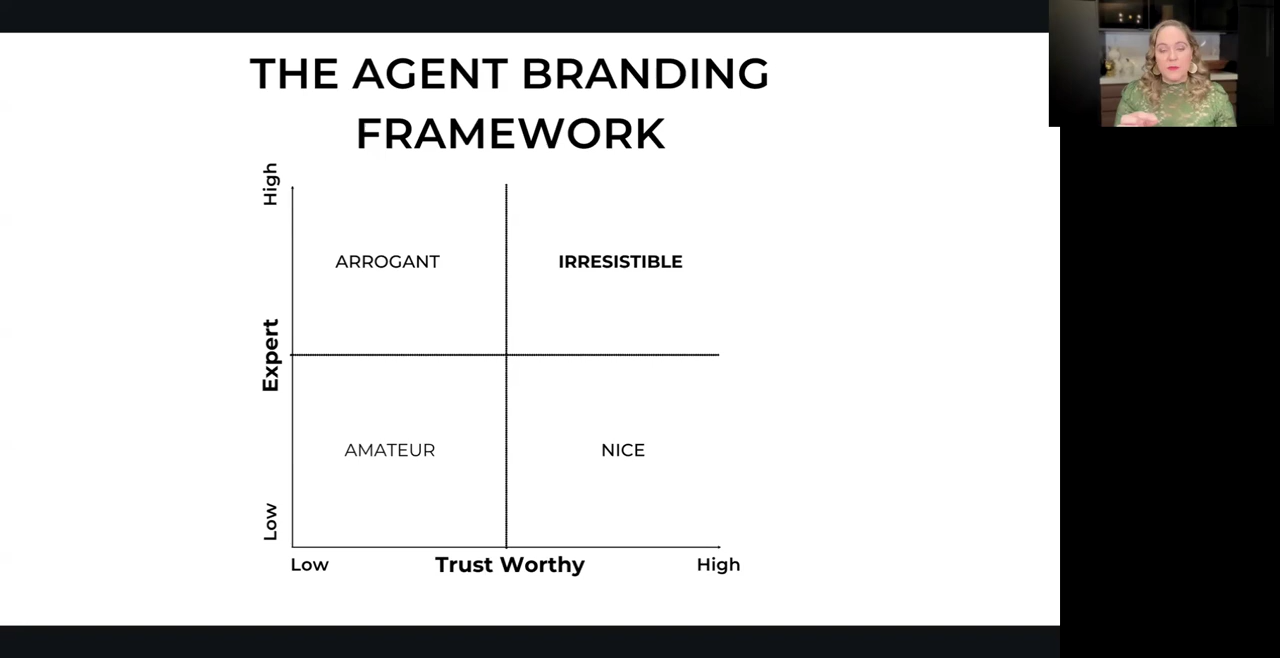 THE AGENT BRANDING
FRAMEWORK
High
ARROGANT
IRRESISTIBLE
Expert
AMATEUR
NICE
Low
Low
Trust Worthy
High